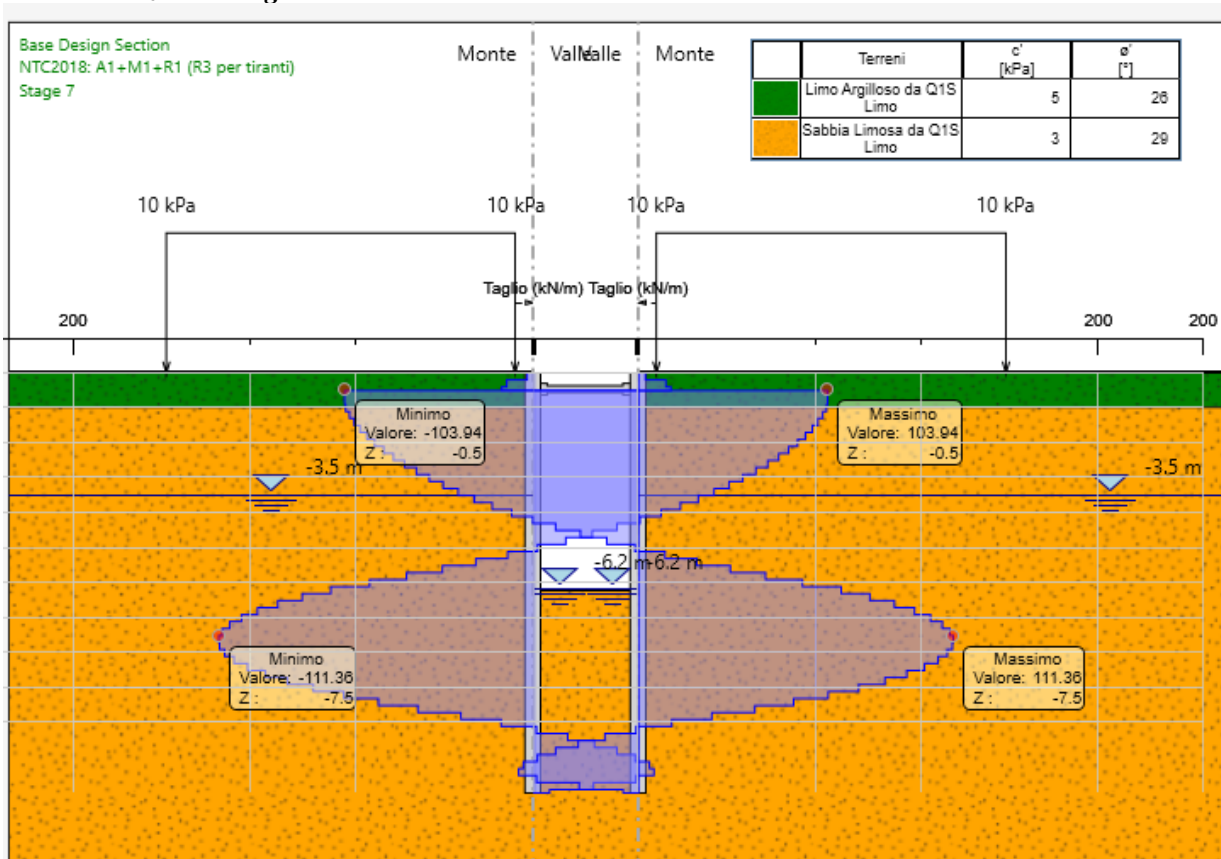 Base Design Section
NTC2018: A1+M1+R1 (R3 per tiranti)
Stage 7
Monte Valle Valle Monte
Terreni c' [kPa] ø' [°]
Limo Argilloso da Q1S Limo 5 26
Sabbia Limosa da Q1S Limo 3 29
10 kPa 10 kPa 10 kPa 10 kPa
Taglio (kN/m) Taglio (kN/m)
200 200 200
Minimo
Valore: -103.94
Z : -0.5
Massimo
Valore: 103.94
Z : -0.5
-3.5 m -3.5 m
-6.2 m -6.2 m
Minimo
Valore: -111.36
Z : -7.5
Massimo
Valore: 111.36
Z : -7.5